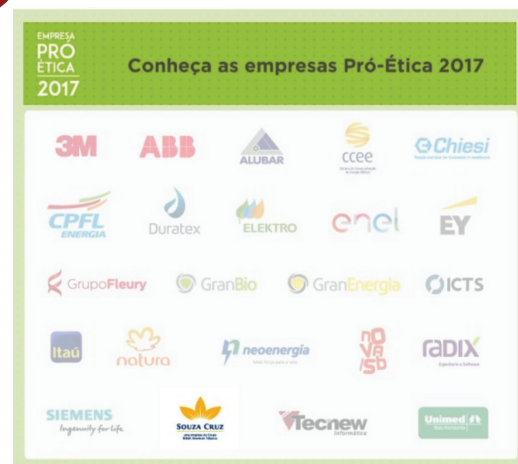 EMPRESA
PRÓ
ÉTICA
2017
Conheça as empresas Pró-Ética 2017
3M
ABB
ALUBAR
ccee
Chiesi
CPFL
ENERGIA
Duratex
ELEKTRO
enel
EY
GrupoFleury
GranBio
GranEnergia
ICTS
Itaú
natura
neoenergia
NOVA/SB
RADIX
Engenharia e Software
SIEMENS
Ingenuity for life
SOUZA CRUZ
Tecnew
informática
Unimed